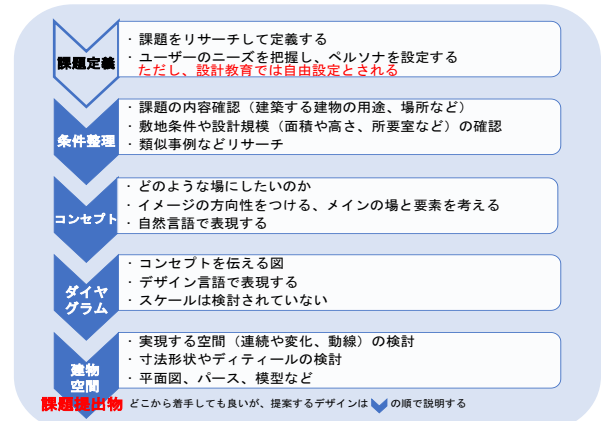 課題定義
・課題をリサーチして定義する
・ユーザーのニーズを把握し、ペルソナを設定する
ただし、設計教育では自由設定とされる
条件整理
・課題の内容確認（建築する建物の用途、場所など）
・敷地条件や設計規模（面積や高さ、所要室など）の確認
・類似事例などリサーチ
コンセプト
・どのような場にしたいのか
・イメージの方向性をつける、メインの場と要素を考える
・自然言語で表現する
ダイヤ
グラム
・コンセプトを伝える図
・デザイン言語で表現する
・スケールは検討されていない
建物
空間
・実現する空間（連続や変化、動線）の検討
・寸法形状やディティールの検討
・平面図、パース、模型など
課題提出物
どこから着手しても良いが、提案するデザインは の順で説明する